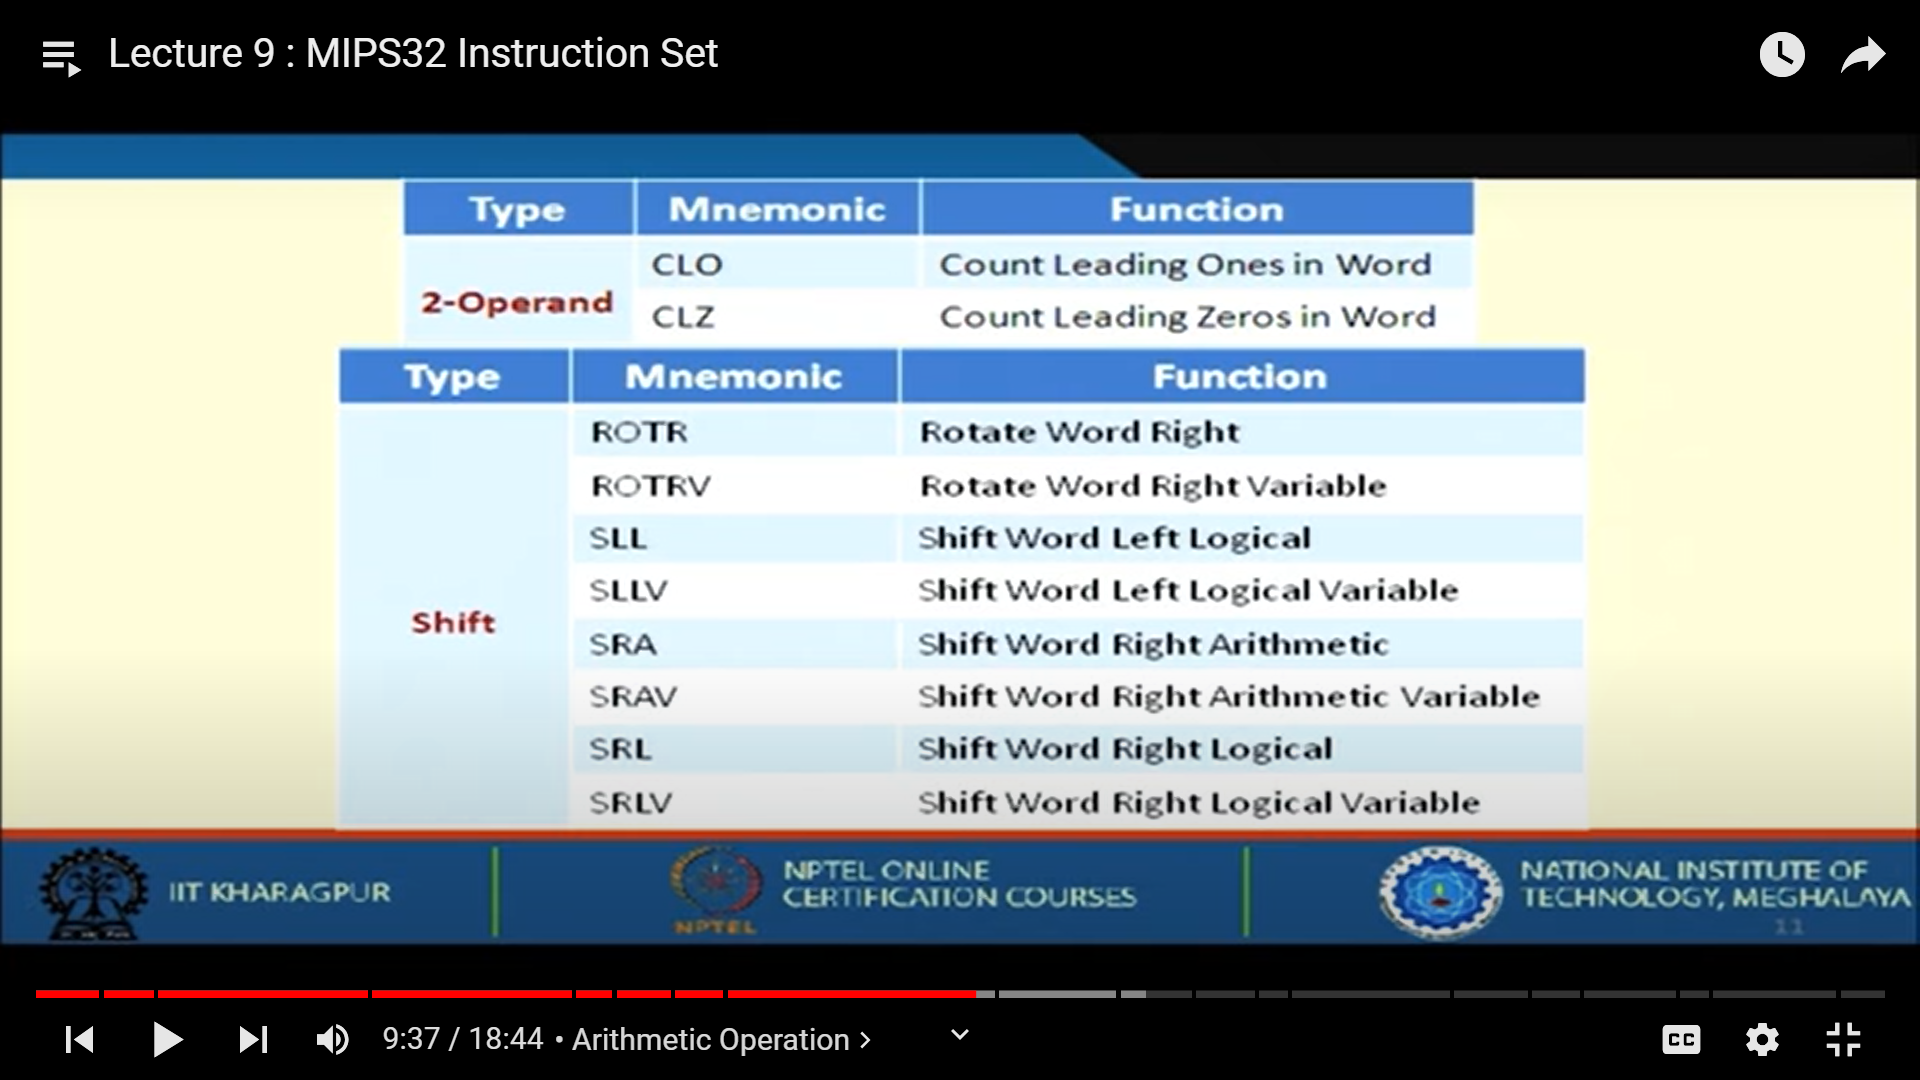 Lecture 9 : MIPS32 Instruction Set
Type Mnemonic Function
2-Operand
CLO Count Leading Ones in Word
CLZ Count Leading Zeros in Word
Type Mnemonic Function
Shift
ROTR Rotate Word Right
ROTRV Rotate Word Right Variable
SLL Shift Word Left Logical
SLLV Shift Word Left Logical Variable
SRA Shift Word Right Arithmetic
SRAV Shift Word Right Arithmetic Variable
SRL Shift Word Right Logical
SRLV Shift Word Right Logical Variable
IIT KHARAGPUR
NPTEL
NPTEL ONLINE
CERTIFICATION COURSES
NATIONAL INSTITUTE OF
TECHNOLOGY, MEGHALAYA
11
9:37 / 18:44 • Arithmetic Operation ›
CC